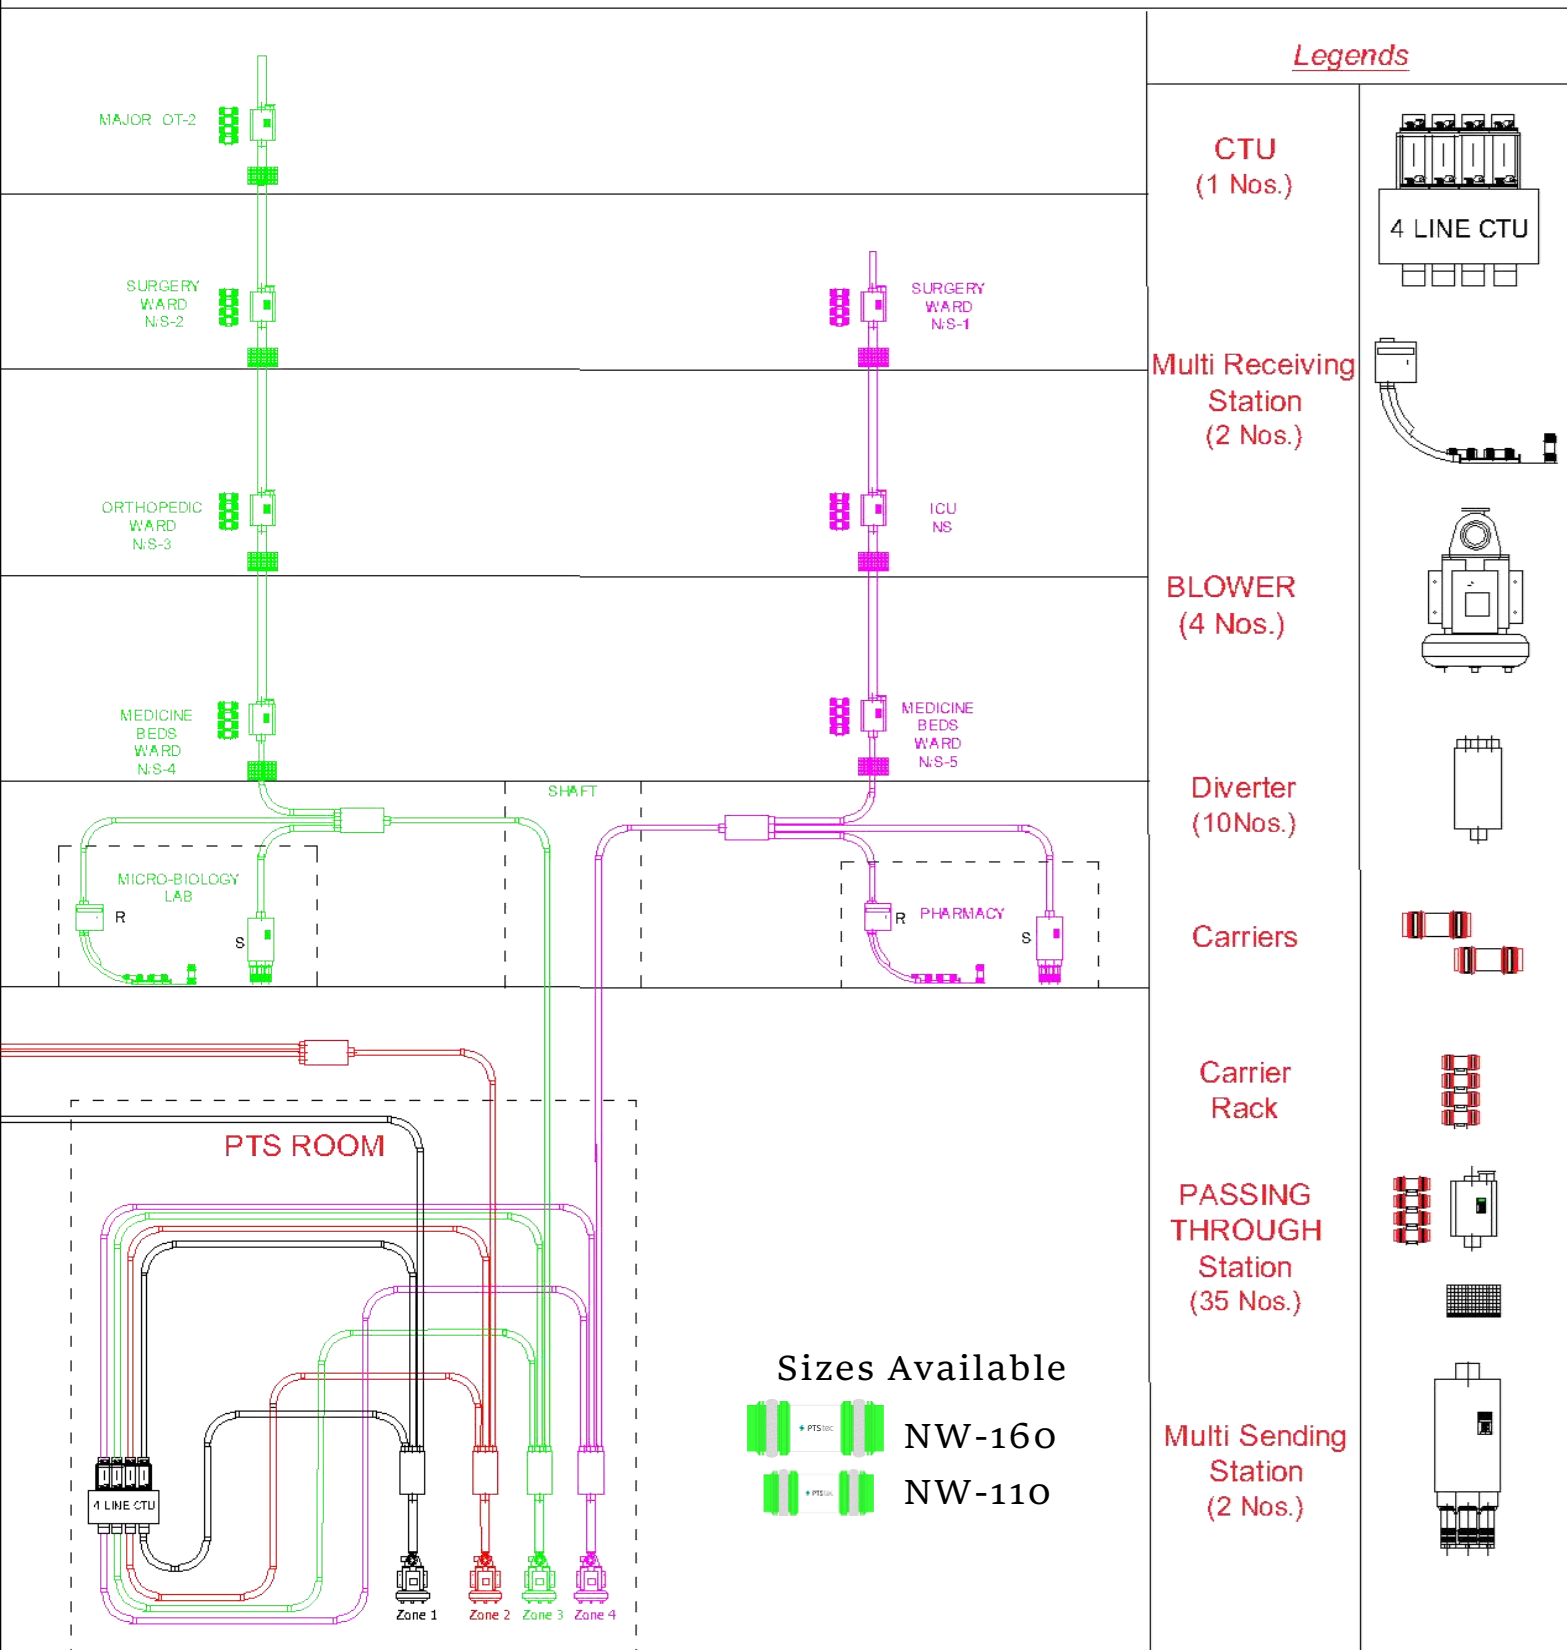 Legends
MAJOR OT-2
CTU
(1 Nos.)
4 LINE CTU
SURGERY
WARD
N:S-2
SURGERY
WARD
N:S-1
Multi Receiving
Station
(2 Nos.)
ORTHOPEDIC
WARD
N:S-3
ICU
NS
BLOWER
(4 Nos.)
MEDICINE
BEDS
WARD
N:S-4
MEDICINE
BEDS
WARD
N:S-5
SHAFT
Diverter
(10Nos.)
MICRO-BIOLOGY
LAB
R
S
R
PHARMACY
S
Carriers
PTS ROOM
Carrier
Rack
PASSING
THROUGH
Station
(35 Nos.)
Sizes Available
PTS tec
NW-160
PTS tec
NW-110
Multi Sending
Station
(2 Nos.)
4 LINE CTU
Zone 1
Zone 2
Zone 3
Zone 4